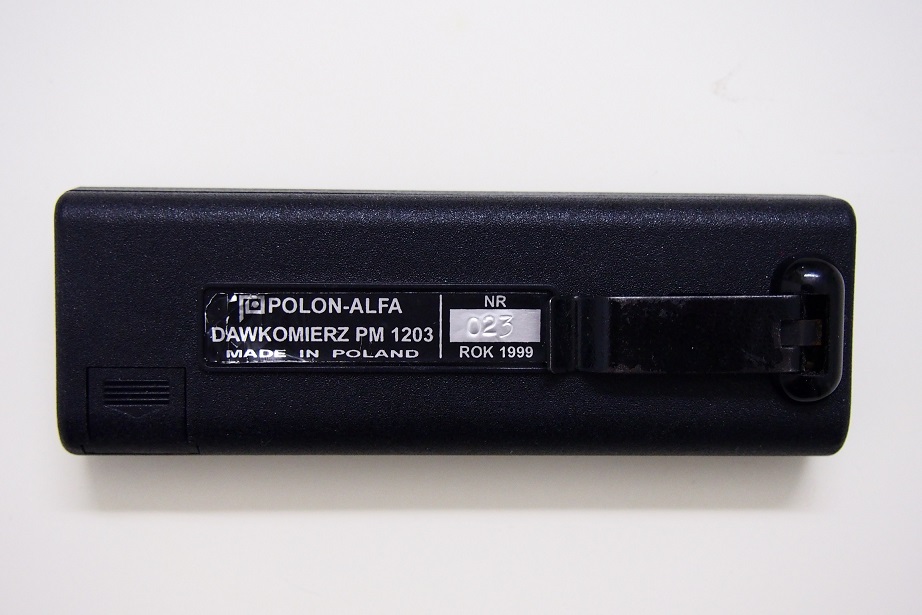 POLON-ALFA
DAWKOMIERZ PM 1203
MADE IN POLAND
NR
023
ROK 1999